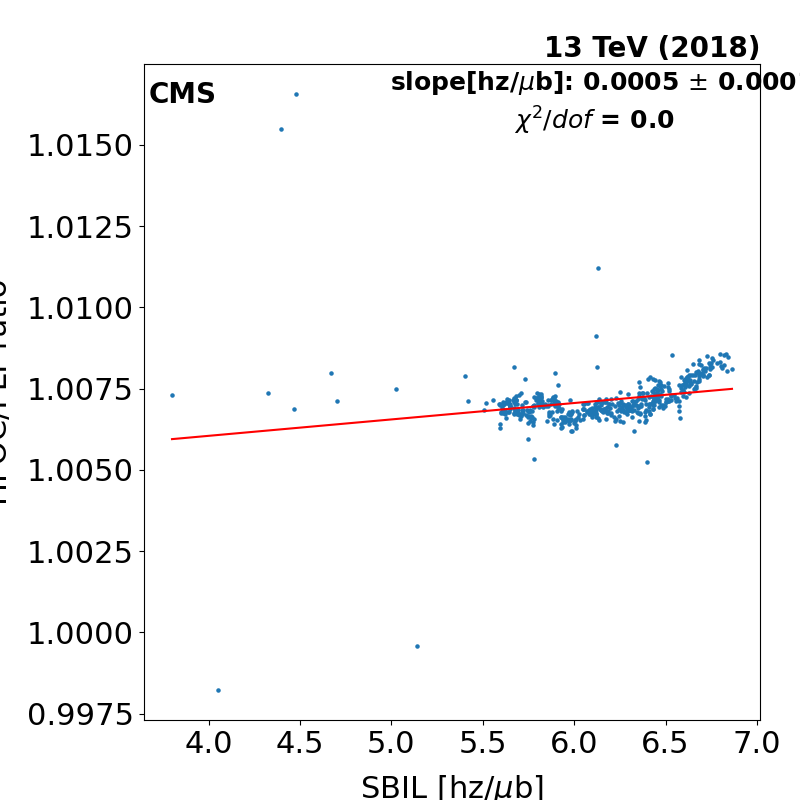 13 TeV (2018)
CMS
slope[hz/μb]: 0.0005 ± 0.000
χ²/dof = 0.0
1.0150
1.0125
1.0100
1.0075
1.0050
1.0025
1.0000
0.9975
4.0 4.5 5.0 5.5 6.0 6.5 7.0
SBIL [hz/μb]